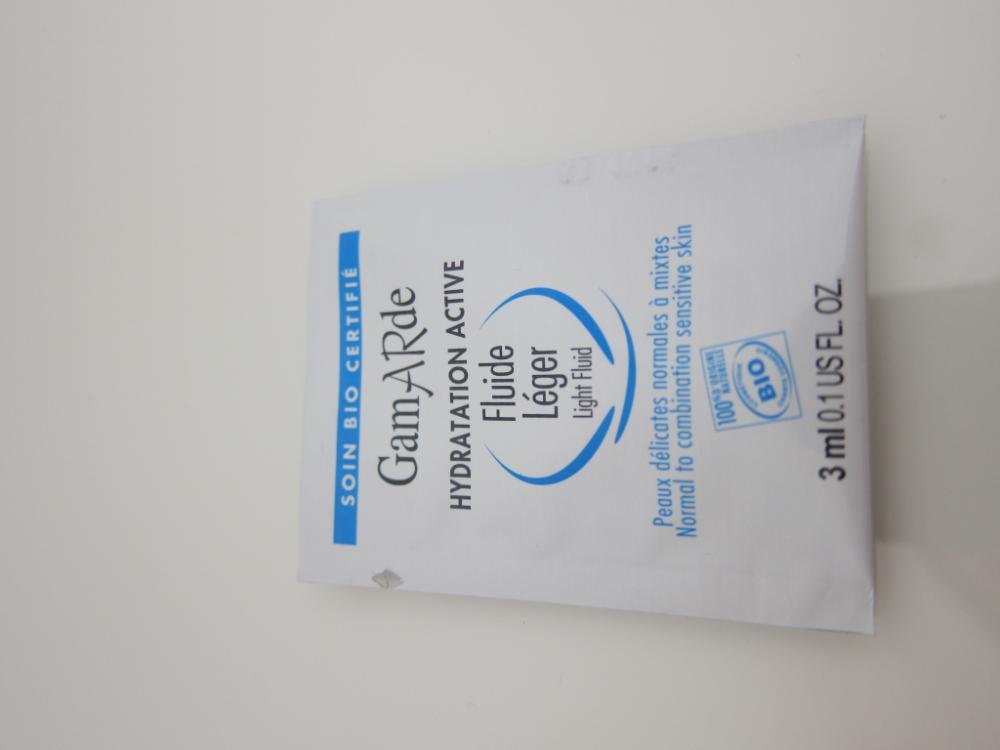 SOIN BIO CERTIFIÉ
GamARde
HYDRATATION ACTIVE
Fluide
Léger
Light Fluid
Peaux délicates normales à mixtes
Normal to combination sensitive skin
100% D'ORIGINE
NATURELLE
BIO
3 ml 0.1 US FL. OZ.